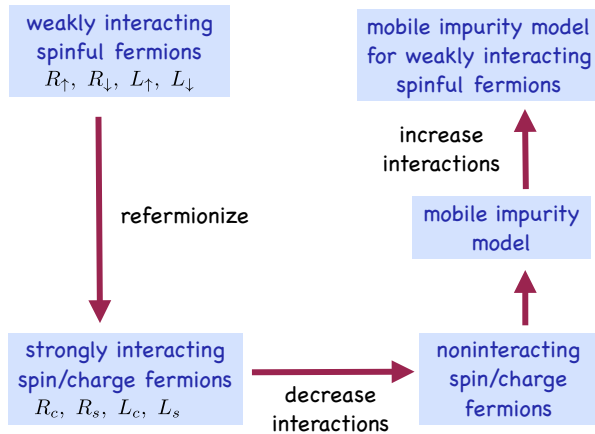 weakly interacting
spinful fermions
R↑, R↓, L↑, L↓
refermionize
strongly interacting
spin/charge fermions
Rc, Rs, Lc, Ls
decrease
interactions
noninteracting
spin/charge
fermions
mobile impurity
model
increase
interactions
mobile impurity model
for weakly interacting
spinful fermions